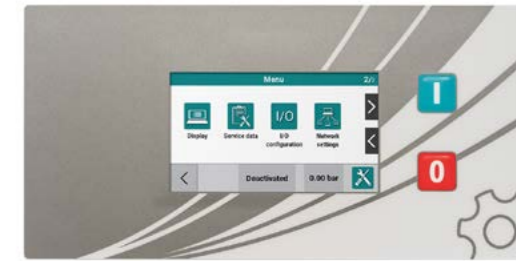 Menu
2/
Display
Service data
I/O
I/O configuration
Network settings
Deactivated
0.00 bar
I
0